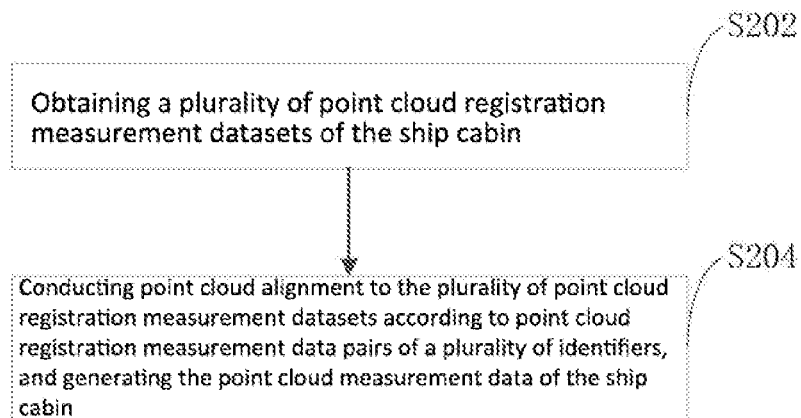 S202
Obtaining a plurality of point cloud registration
measurement datasets of the ship cabin
S204
Conducting point cloud alignment to the plurality of point cloud
registration measurement datasets according to point cloud
registration measurement data pairs of a plurality of identifiers,
and generating the point cloud measurement data of the ship
cabin